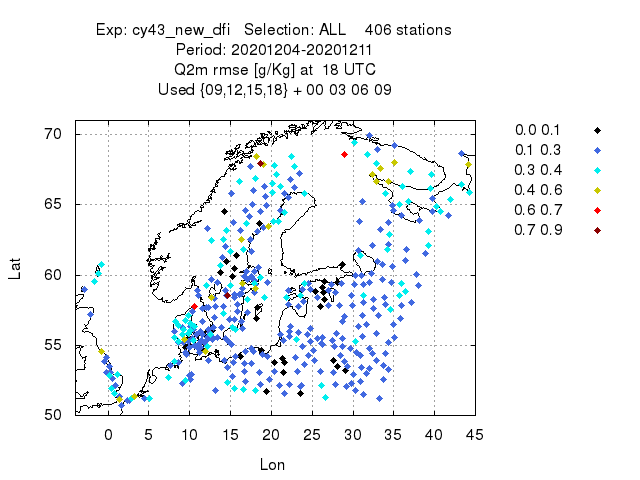 Exp: cy43_new_dfi Selection: ALL 406 stations
Period: 20201204-20201211
Q2m rmse [g/Kg] at 18 UTC
Used {09,12,15,18} + 00 03 06 09
70
65
60
55
50
Lat
0 5 10 15 20 25 30 35 40 45
Lon
0.0 0.1
0.1 0.3
0.3 0.4
0.4 0.6
0.6 0.7
0.7 0.9